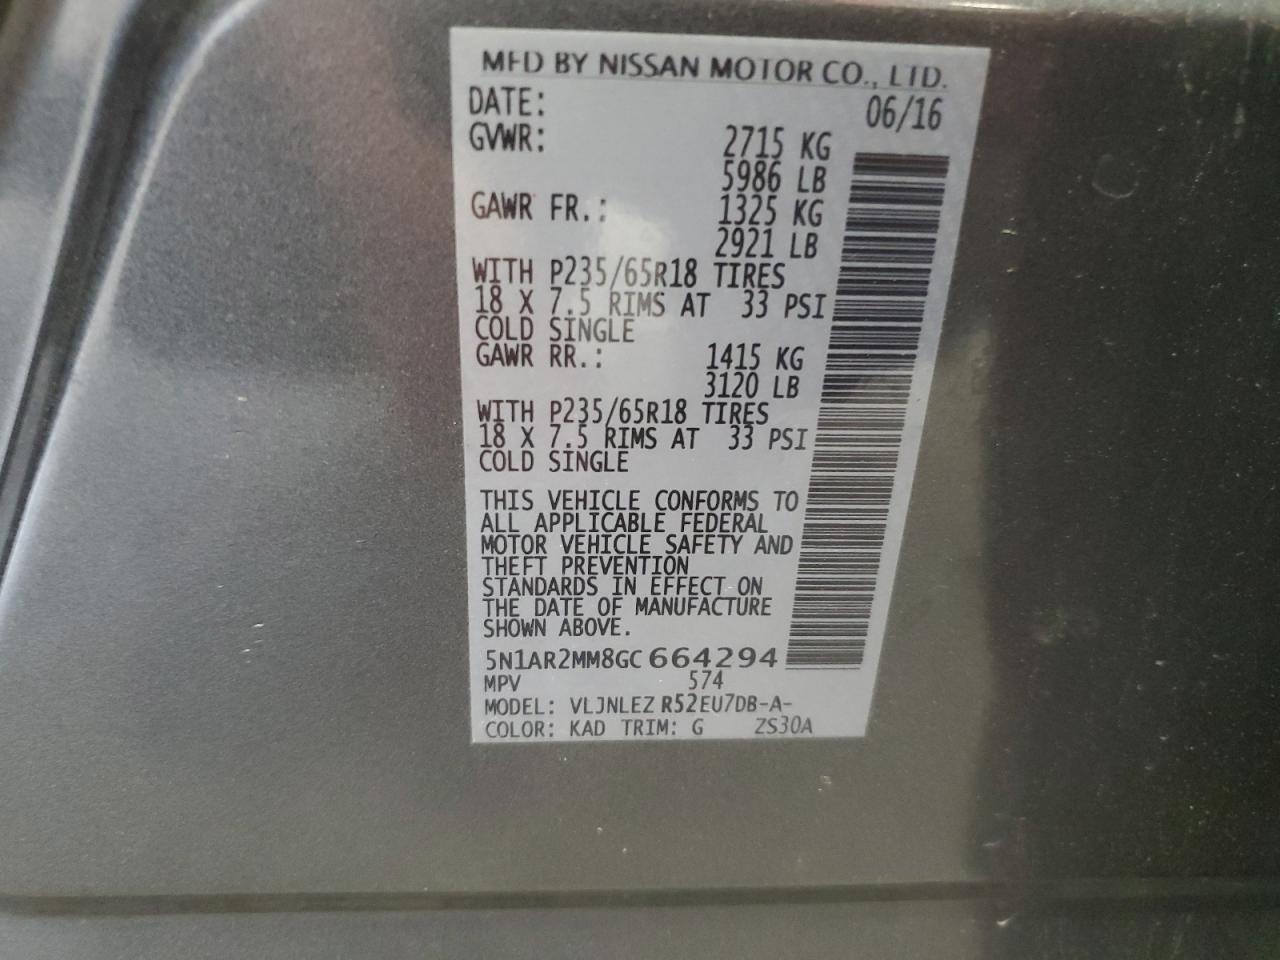 MFD BY NISSAN MOTOR CO., LTD.
DATE: 06/16
GVWR: 2715 KG
5986 LB
GAWR FR.: 1325 KG
2921 LB
WITH P235/65R18 TIRES
18 X 7.5 RIMS AT 33 PSI
COLD SINGLE
GAWR RR.: 1415 KG
3120 LB
WITH P235/65R18 TIRES
18 X 7.5 RIMS AT 33 PSI
COLD SINGLE
THIS VEHICLE CONFORMS TO
ALL APPLICABLE FEDERAL
MOTOR VEHICLE SAFETY AND
THEFT PREVENTION
STANDARDS IN EFFECT ON
THE DATE OF MANUFACTURE
SHOWN ABOVE.
5N1AR2MM8GC664294
MPV 574
MODEL: VLJNLEZ R52EU7DB-A-
COLOR: KAD TRIM: G ZS30A